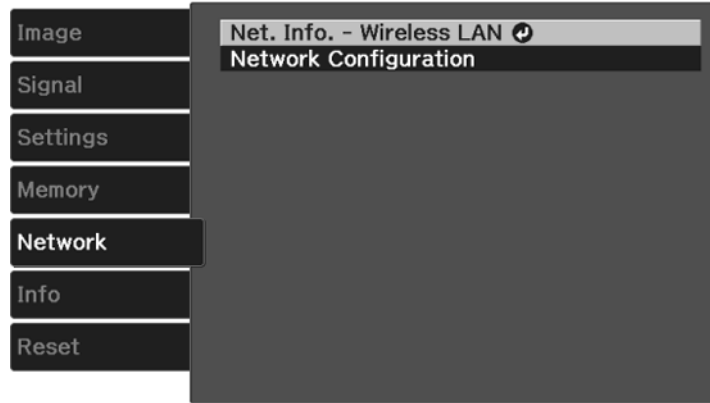 Image
Signal
Settings
Memory
Network
Info
Reset
Net. Info. - Wireless LAN
Network Configuration